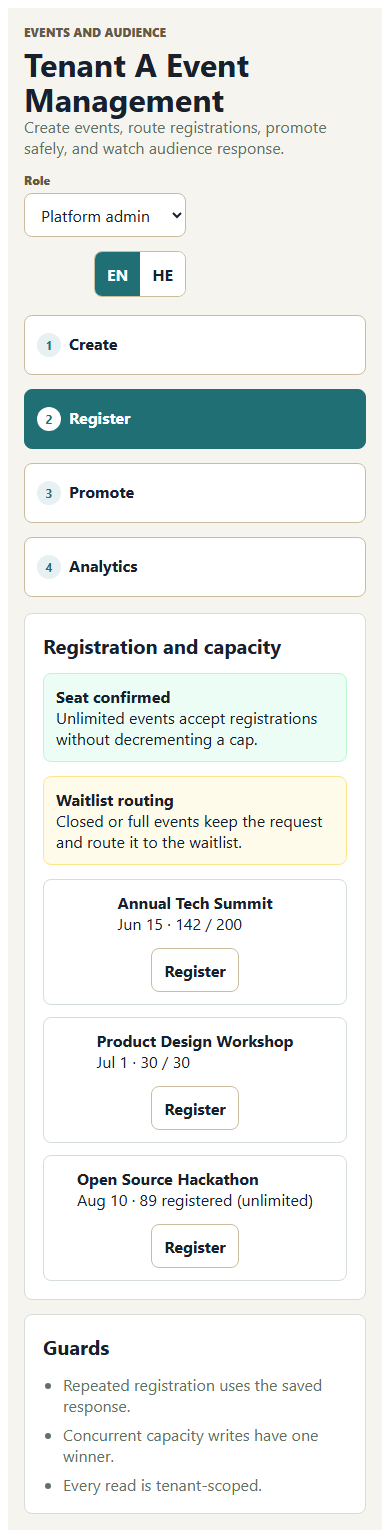 EVENTS AND AUDIENCE
Tenant A Event
Management
Create events, route registrations, promote
safely, and watch audience response.
Role
Platform admin
EN HE
1 Create
2 Register
3 Promote
4 Analytics
Registration and capacity
Seat confirmed
Unlimited events accept registrations
without decrementing a cap.
Waitlist routing
Closed or full events keep the request
and route it to the waitlist.
Annual Tech Summit
Jun 15 · 142 / 200
Register
Product Design Workshop
Jul 1 · 30 / 30
Register
Open Source Hackathon
Aug 10 · 89 registered (unlimited)
Register
Guards
• Repeated registration uses the saved
response.
• Concurrent capacity writes have one
winner.
• Every read is tenant-scoped.